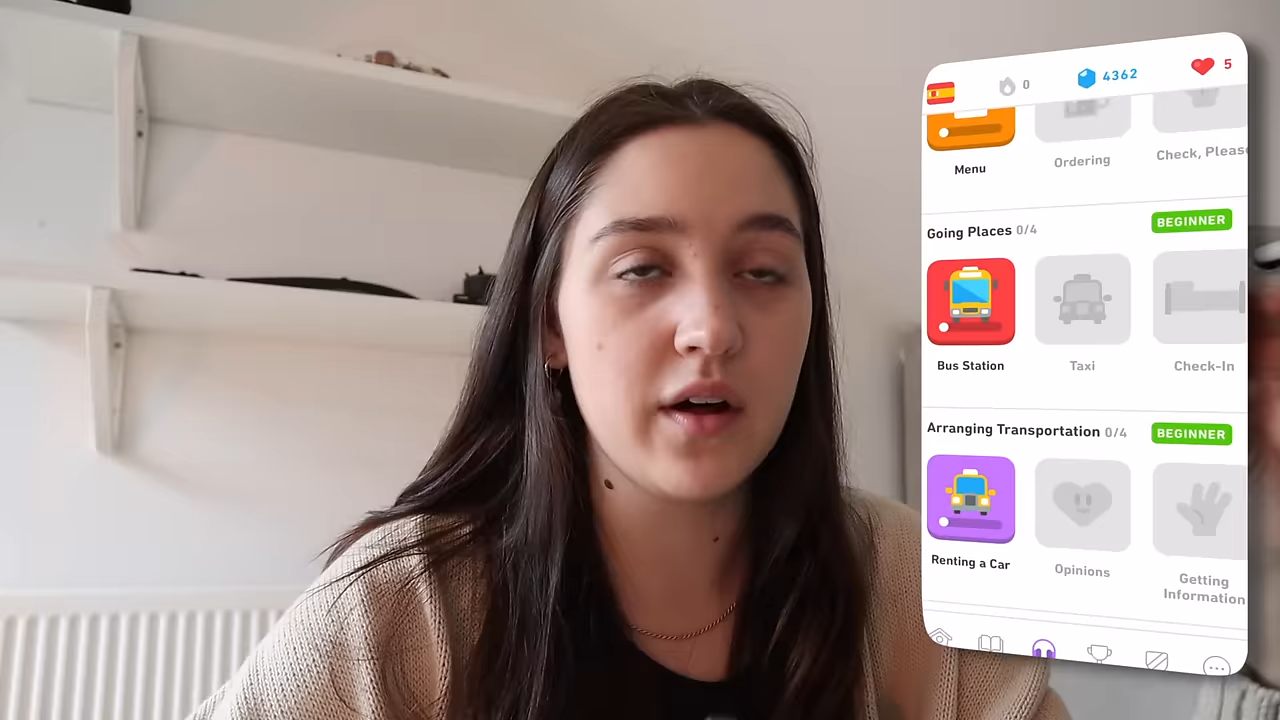 0 4362 5
Menu Ordering Check, Pleas
Going Places 0/4 BEGINNER
Bus Station Taxi Check-In
Arranging Transportation 0/4 BEGINNER
Renting a Car Opinions Getting
Information